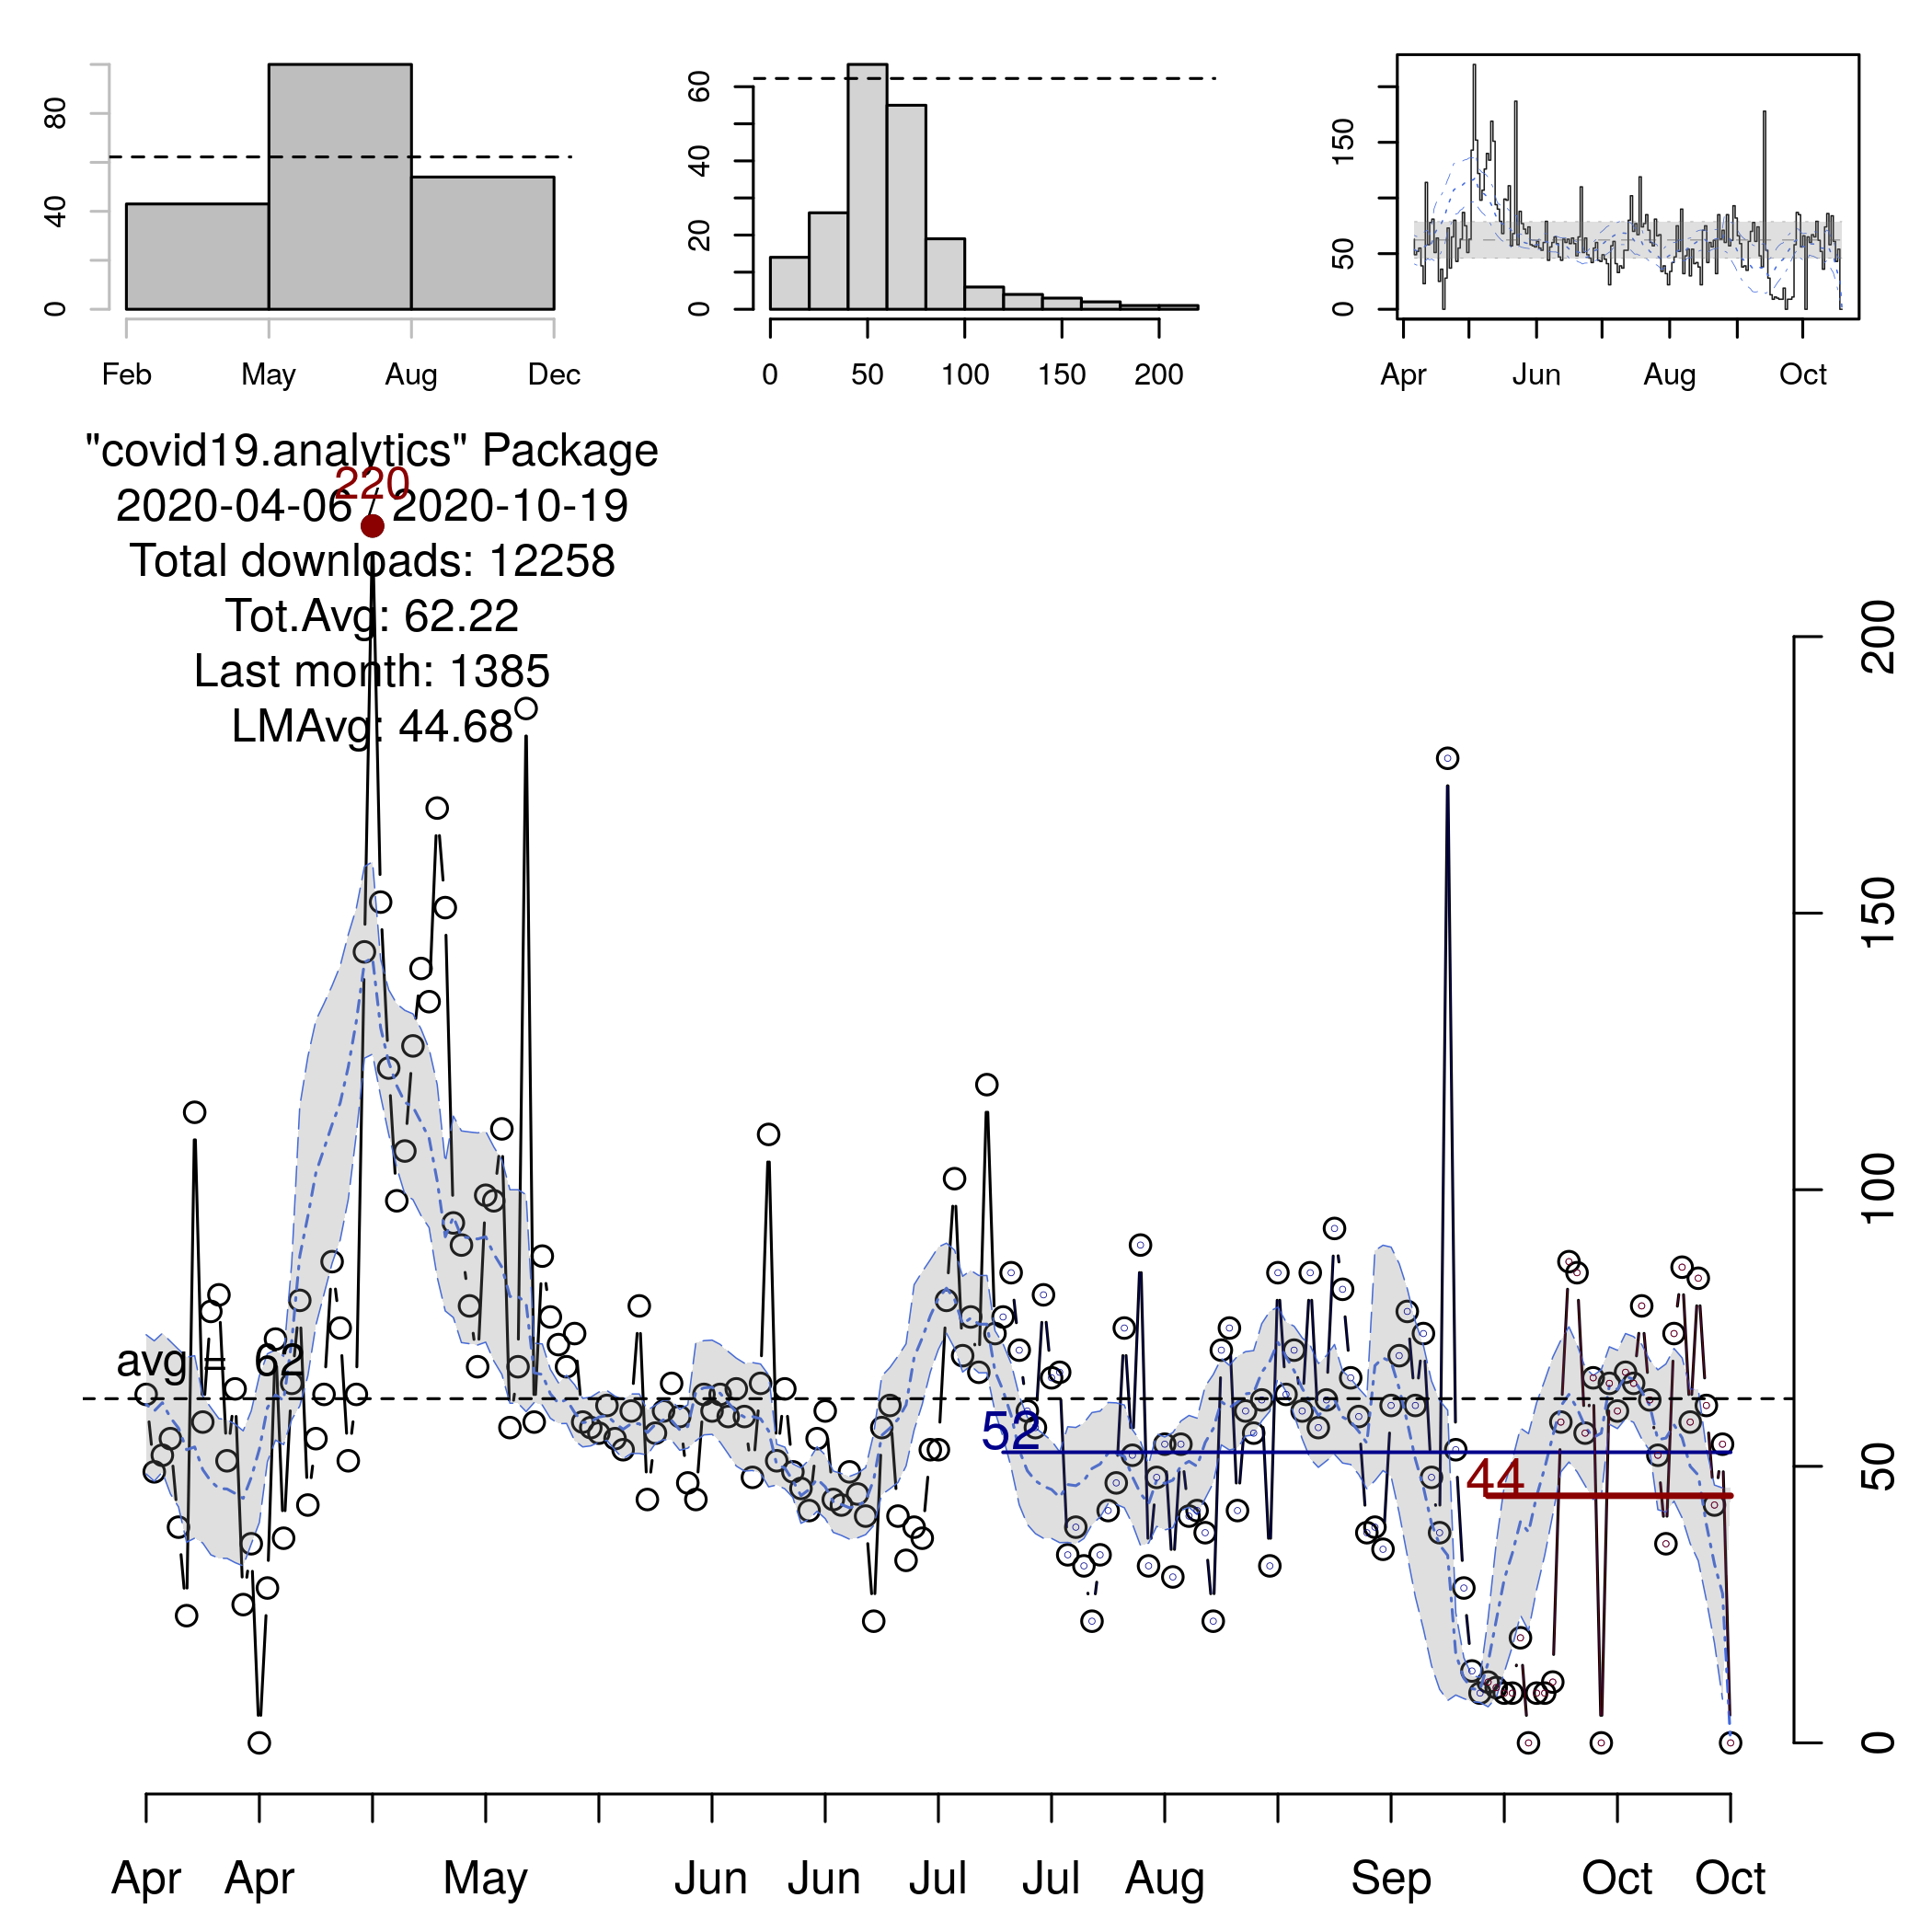 80
40
0
Feb May Aug Dec
60
40
20
0
0 50 100 150 200
150
50
0
Apr Jun Aug Oct
"covid19.analytics" Package
220
2020-04-06 / 2020-10-19
Total downloads: 12258
Tot.Avg: 62.22
Last month: 1385
LMAvg: 44.68
avg = 62
52
44
200
150
100
50
0
Apr Apr May Jun Jun Jul Jul Aug Sep Oct Oct